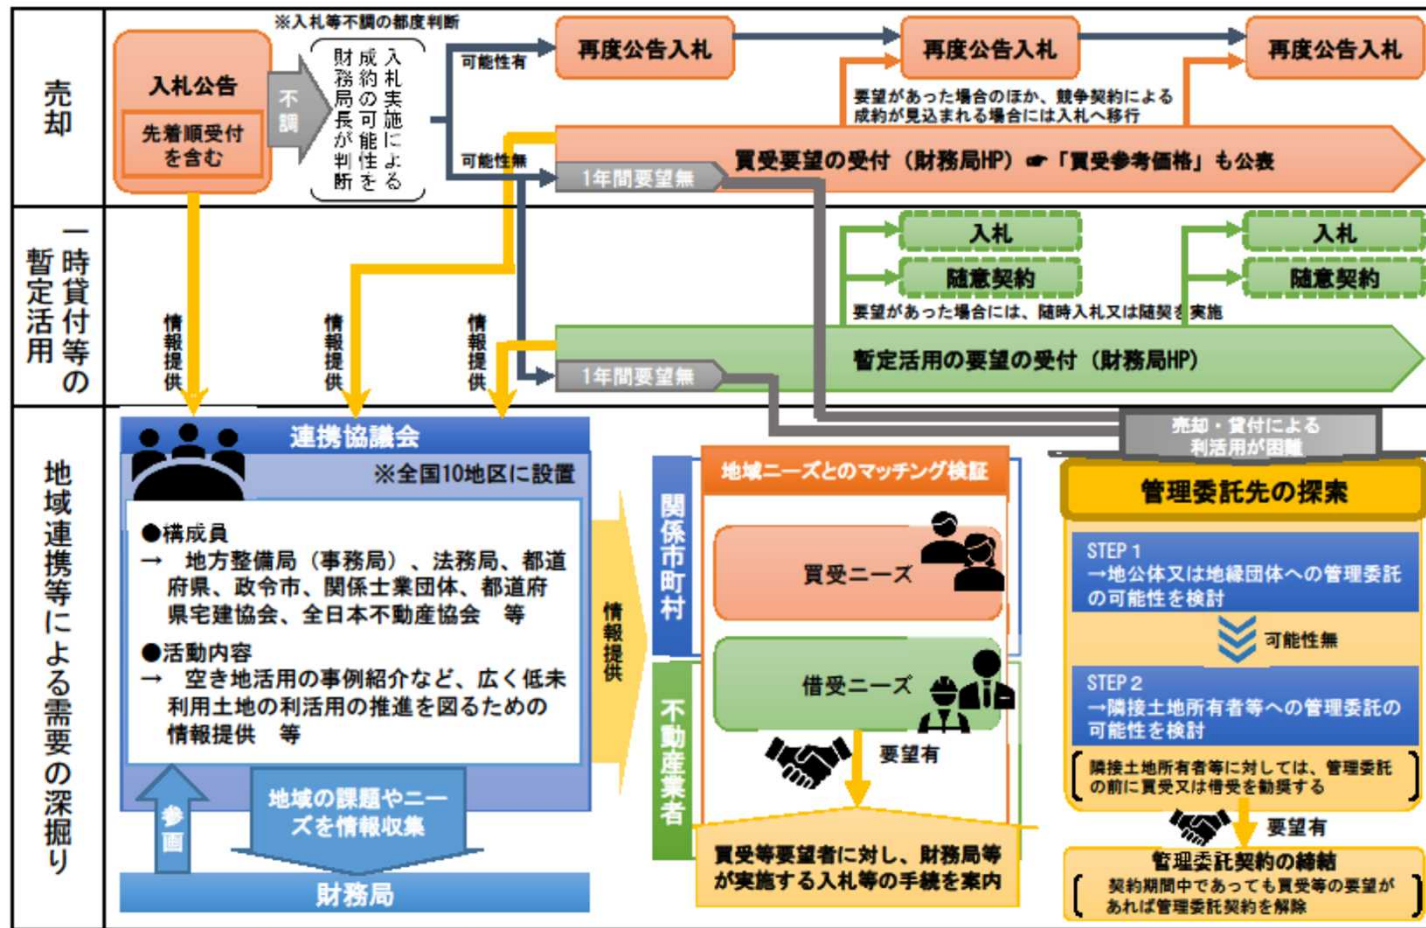 売却
※入札等不調の都度判断
入札公告
先着順受付
を含む
不調
入札実施による
成約の可能性を
財務局長が判断
可能性有
可能性無
再度公告入札
再度公告入札
再度公告入札
要望があった場合のほか、競争契約による
成約が見込まれる場合には入札へ移行
買受要望の受付（財務局HP）☛「買受参考価格」も公表
1年間要望無
一時貸付等の
暫定活用
情報提供
情報提供
情報提供
入札
随意契約
入札
随意契約
要望があった場合には、随時入札又は随契を実施
暫定活用の要望の受付（財務局HP）
1年間要望無
地域連携等による需要の深掘り
連携協議会
※全国10地区に設置
●構成員
→ 地方整備局（事務局）、法務局、都道
府県、政令市、関係士業団体、都道府
県宅建協会、全日本不動産協会 等
●活動内容
→ 空き地活用の事例紹介など、広く低未
利用土地の利活用の推進を図るための
情報提供 等
参画
地域の課題やニー
ズを情報収集
財務局
情報提供
関係市町村
不動産業者
地域ニーズとのマッチング検証
買受ニーズ
借受ニーズ
要望有
買受等要望者に対し、財務局等
が実施する入札等の手続を案内
売却・貸付による
利活用が困難
管理委託先の探索
STEP 1
→地公体又は地縁団体への管理委託
の可能性を検討
可能性無
STEP 2
→隣接土地所有者等への管理委託の
可能性を検討
隣接土地所有者等に対しては、管理委託
の前に買受又は借受を勧奨する
要望有
管理委託契約の締結
契約期間中であっても買受等の要望が
あれば管理委託契約を解除